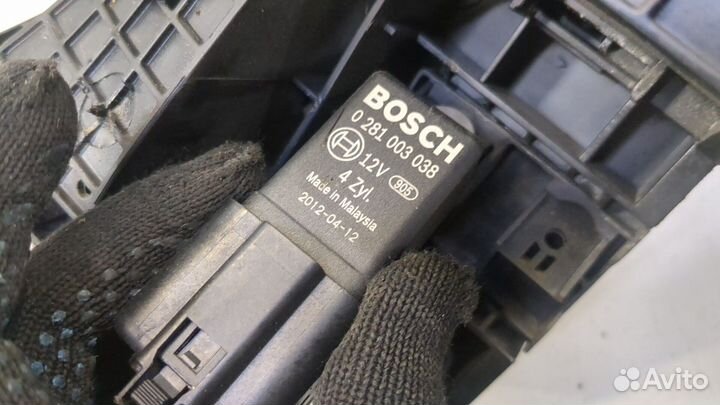 BOSCH
0 281 003 038
12V 905
4 Zyl.
Made in Malaysia
2012-04-12
Avito